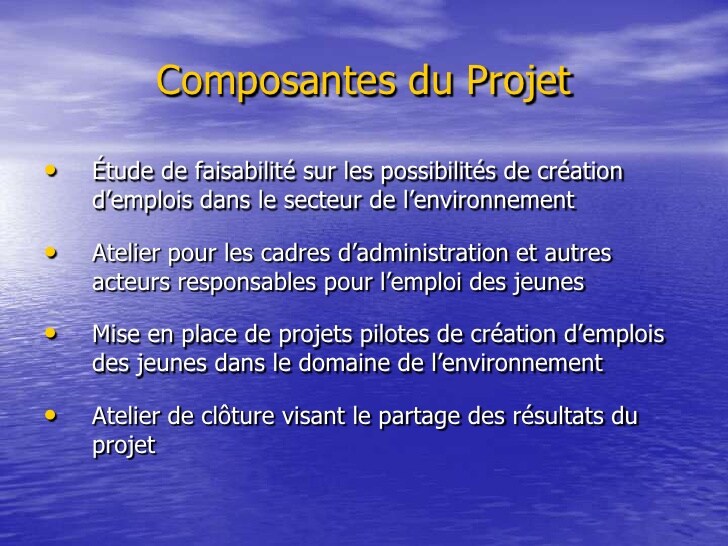 Composantes du Projet
• Étude de faisabilité sur les possibilités de création
d’emplois dans le secteur de l’environnement
• Atelier pour les cadres d’administration et autres
acteurs responsables pour l’emploi des jeunes
• Mise en place de projets pilotes de création d’emplois
des jeunes dans le domaine de l’environnement
• Atelier de clôture visant le partage des résultats du
projet